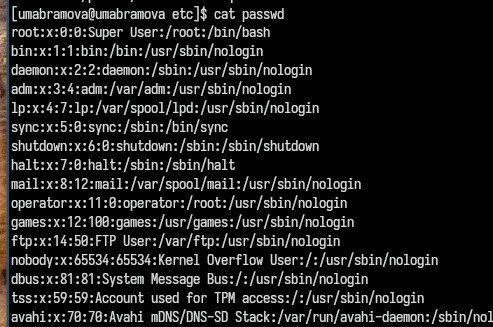 [umabramova@umabramova etc]$ cat passwd
root:x:0:0:Super User:/root:/bin/bash
bin:x:1:1:bin:/bin:/usr/sbin/nologin
daemon:x:2:2:daemon:/sbin:/usr/sbin/nologin
adm:x:3:4:adm:/var/adm:/usr/sbin/nologin
lp:x:4:7:lp:/var/spool/lpd:/usr/sbin/nologin
sync:x:5:0:sync:/sbin:/bin/sync
shutdown:x:6:0:shutdown:/sbin:/sbin/shutdown
halt:x:7:0:halt:/sbin:/sbin/halt
mail:x:8:12:mail:/var/spool/mail:/usr/sbin/nologin
operator:x:11:0:operator:/root:/usr/sbin/nologin
games:x:12:100:games:/usr/games:/usr/sbin/nologin
ftp:x:14:50:FTP User:/var/ftp:/usr/sbin/nologin
nobody:x:65534:65534:Kernel Overflow User:/:/usr/sbin/nologin
dbus:x:81:81:System Message Bus:/:/usr/sbin/nologin
tss:x:59:59:Account used for TPM access:/:/usr/sbin/nologin
avahi:x:70:70:Avahi mDNS/DNS-SD Stack:/var/run/avahi-daemon:/sbin/nol